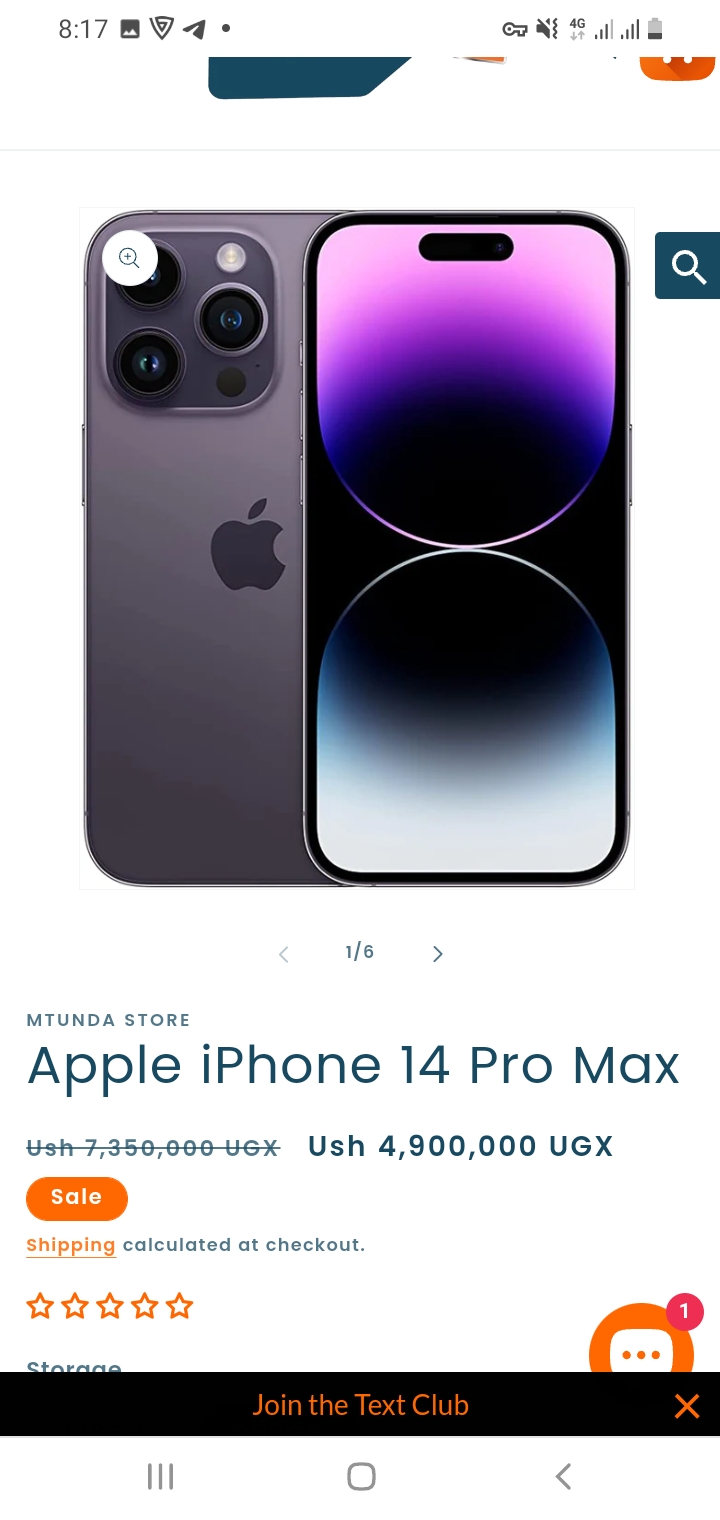 8:17
4G
1/6
MTUNDA STORE
Apple iPhone 14 Pro Max
Ush 7,350,000 UGX Ush 4,900,000 UGX
Sale
Shipping calculated at checkout.
1
Storage
Join the Text Club